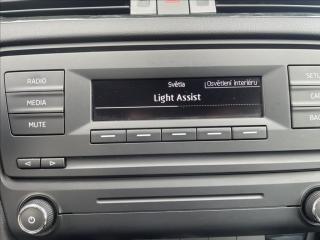 RADIO
MEDIA
MUTE
Světla
Osvětlení interiéru
Light Assist